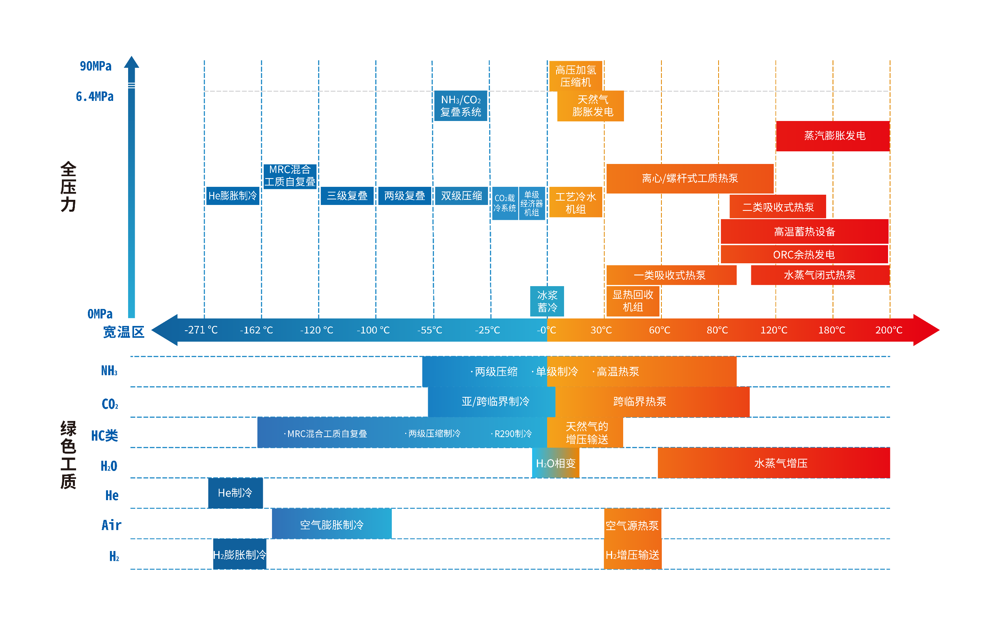 90MPa
6.4MPa
0MPa
全压力
高压加氢
压缩机
NH₃/CO₂
复叠系统
天然气
膨胀发电
蒸汽膨胀发电
MRC混合
工质自复叠
离心/螺杆式工质热泵
He膨胀制冷
三级复叠
两级复叠
双级压缩
CO₂载
冷系统
单级
经济器
机组
工艺冷水
机组
二类吸收式热泵
高温蓄热设备
ORC余热发电
一类吸收式热泵
水蒸气闭式热泵
冰浆
蓄冷
显热回收
机组
宽温区
-271 ℃
-162 ℃
-120 ℃
-100 ℃
-55℃
-25℃
-0℃
30℃
60℃
80℃
120℃
180℃
200℃
绿色工质
NH₃
·两级压缩
·单级制冷
·高温热泵
CO₂
亚/跨临界制冷
跨临界热泵
HC类
·MRC混合工质自复叠
·两级压缩制冷
·R290制冷
天然气的
增压输送
H₂O
H₂O相变
水蒸气增压
He
He制冷
Air
空气膨胀制冷
空气源热泵
H₂
H₂膨胀制冷
H₂增压输送